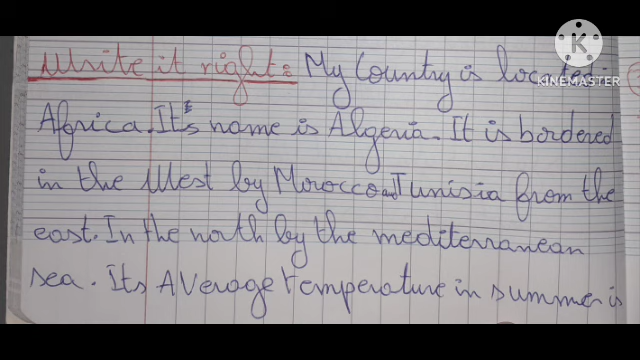 Write it right: My Country is located in
KINEMASTER
Africa. It's name is Algeria. It is bordered
in the West by Morocco and Tunisia from the
east. In the north by the mediterranean
sea. Its Average temperature in summer is